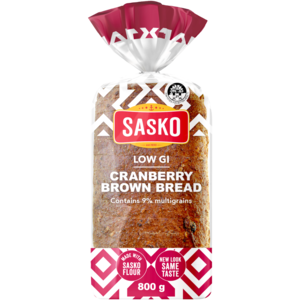 SASKO
LOW GI
CRANBERRY
BROWN BREAD
Contains 9% multigrains
MADE WITH
SASKO
FLOUR
NEW LOOK
SAME
TASTE
800 g